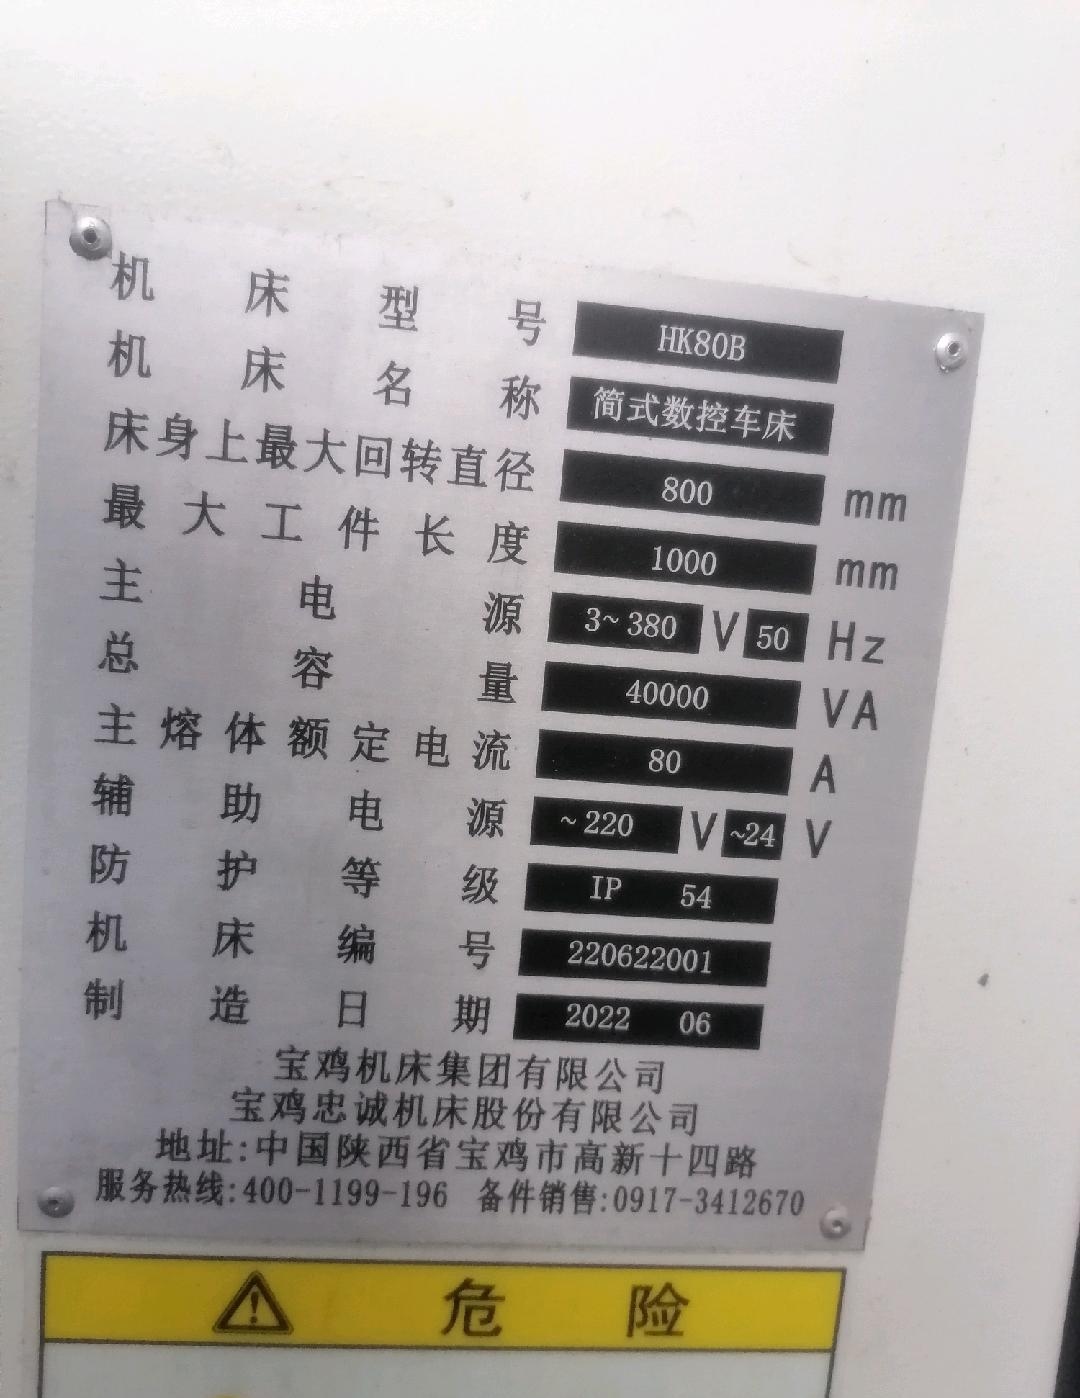 机床型号 HK80B
机床名称 简式数控车床
床身上最大回转直径 800 mm
最大工件长度 1000 mm
主电源 3~380 V 50 Hz
总容量 40000 VA
主熔体额定电流 80 A
辅助电源 ~220 V ~24 V
防护等级 IP 54
机床编号 220622001
制造日期 2022 06
宝鸡机床集团有限公司
宝鸡忠诚机床股份有限公司
地址:中国陕西省宝鸡市高新十四路
服务热线:400-1199-196 备件销售:0917-3412670
危险